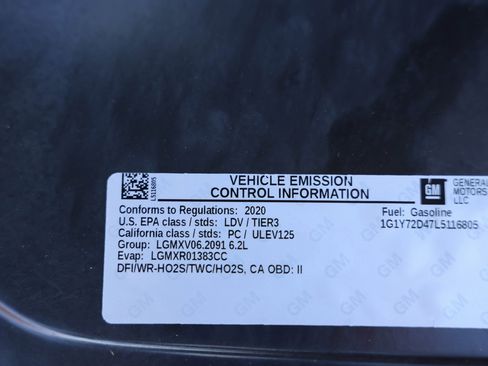 VEHICLE EMISSION
CONTROL INFORMATION
L5116805
GM
GENERAL
MOTORS
LLC
Conforms to Regulations: 2020
U.S. EPA class / stds: LDV / TIER3
California class / stds: PC / ULEV125
Group: LGMXV06.2091 6.2L
Evap: LGMXR01383CC
DFI/WR-HO2S/TWC/HO2S, CA OBD: II
Fuel: Gasoline
1G1Y72D47L5116805